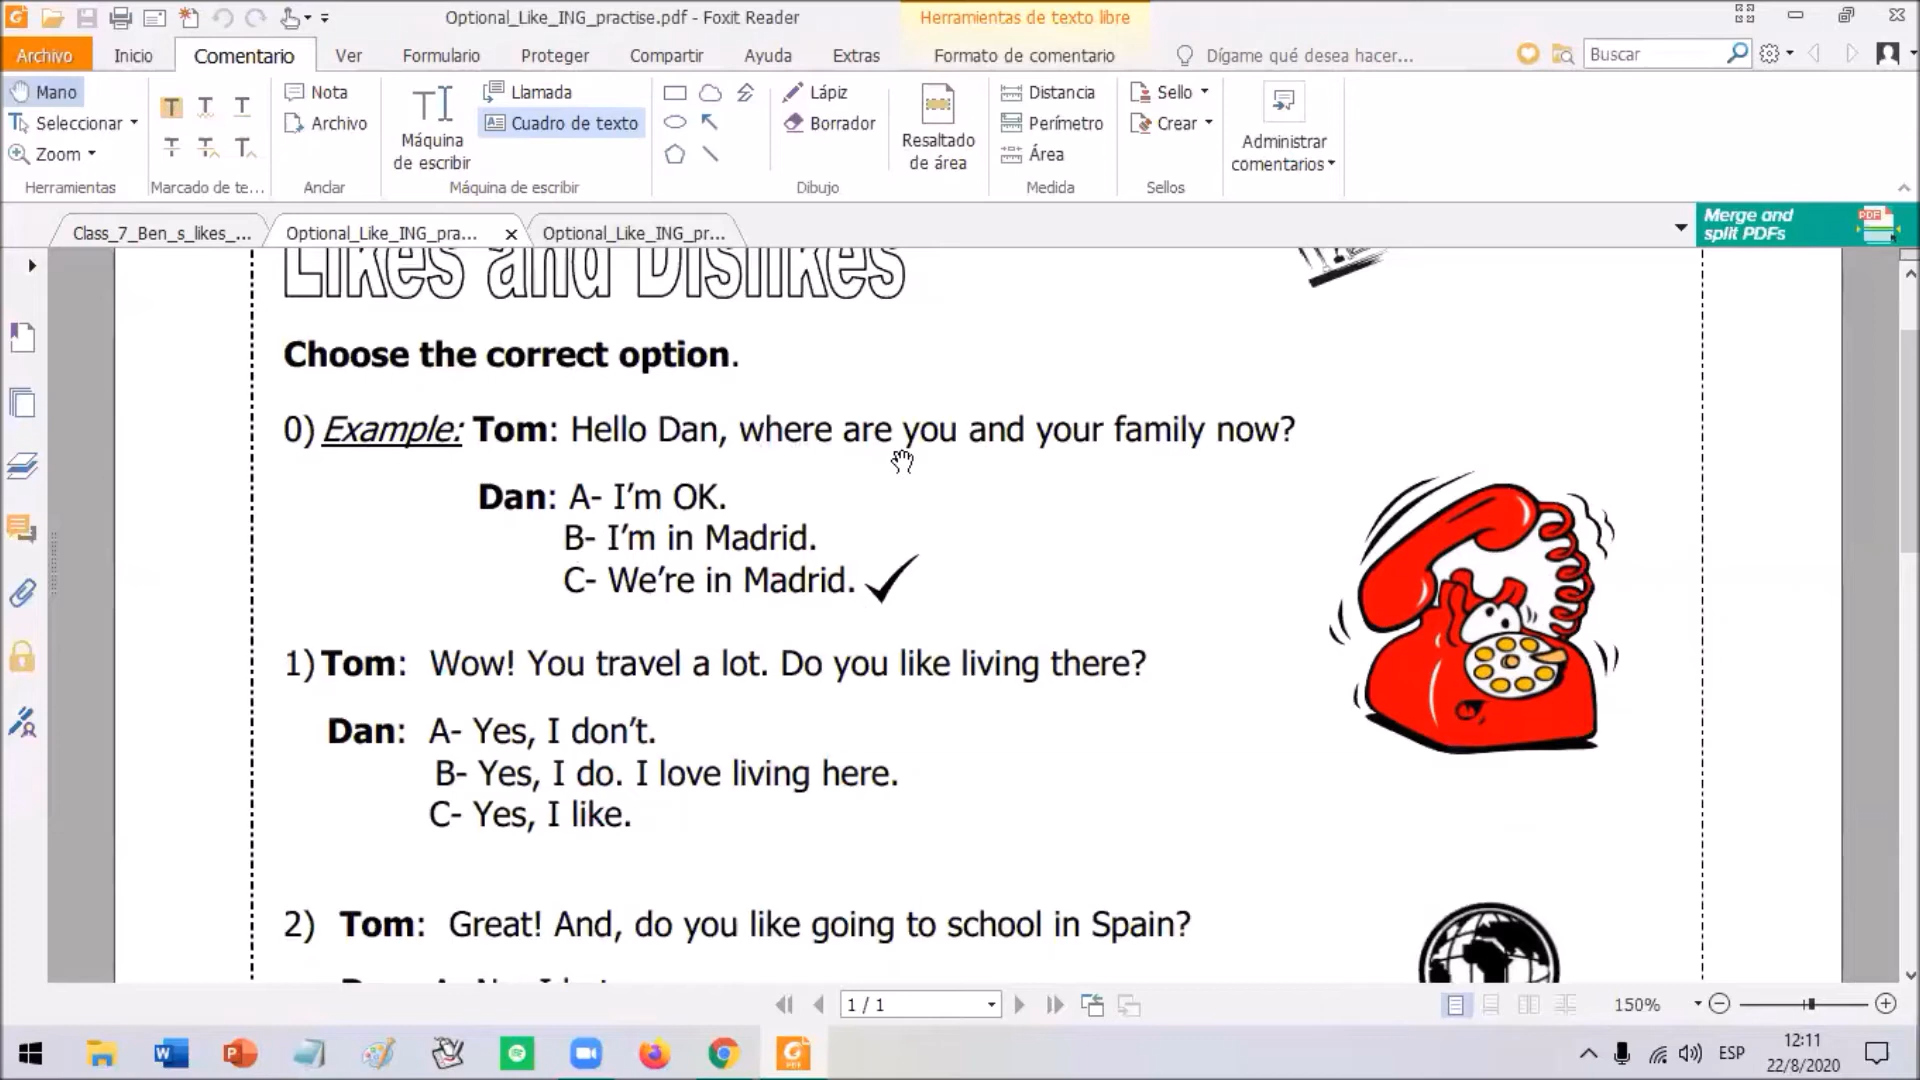 Optional_Like_ING_practise.pdf - Foxit Reader
Herramientas de texto libre
Archivo Inicio Comentario Ver Formulario Proteger Compartir Ayuda Extras Formato de comentario Dígame qué desea hacer... Buscar
Mano
Seleccionar
Zoom
Herramientas
Marcado de te...
Nota
Archivo
Anclar
Máquina de escribir
Llamada
Cuadro de texto
Máquina de escribir
Lápiz
Borrador
Dibujo
Resaltado de área
Distancia
Perímetro
Área
Medida
Sello
Crear
Sellos
Administrar comentarios
Class_7_Ben_s_likes_... Optional_Like_ING_pra... Optional_Like_ING_pr...
Merge and
split PDFs
Likes and Dislikes
Choose the correct option.
0) Example: Tom: Hello Dan, where are you and your family now?
Dan: A- I'm OK.
B- I'm in Madrid.
C- We're in Madrid.
1) Tom: Wow! You travel a lot. Do you like living there?
Dan: A- Yes, I don't.
B- Yes, I do. I love living here.
C- Yes, I like.
2) Tom: Great! And, do you like going to school in Spain?
1 / 1
150%
ESP
12:11
22/8/2020